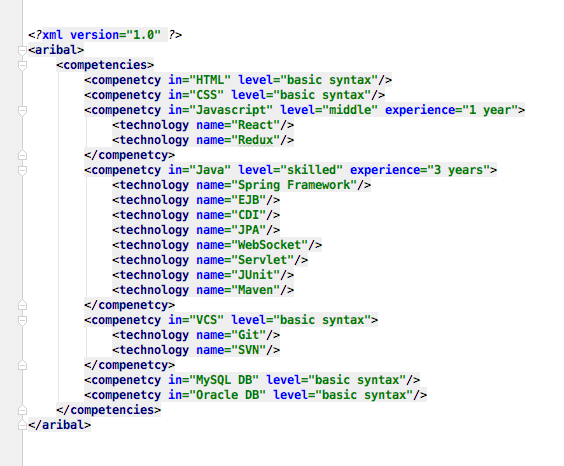 <?xml version="1.0" ?>
<aribal>
<competencies>
<compenetcy in="HTML" level="basic syntax"/>
<compenetcy in="CSS" level="basic syntax"/>
<compenetcy in="Javascript" level="middle" experience="1 year">
<technology name="React"/>
<technology name="Redux"/>
</compenetcy>
<compenetcy in="Java" level="skilled" experience="3 years">
<technology name="Spring Framework"/>
<technology name="EJB"/>
<technology name="CDI"/>
<technology name="JPA"/>
<technology name="WebSocket"/>
<technology name="Servlet"/>
<technology name="JUnit"/>
<technology name="Maven"/>
</compenetcy>
<compenetcy in="VCS" level="basic syntax">
<technology name="Git"/>
<technology name="SVN"/>
</compenetcy>
<compenetcy in="MySQL DB" level="basic syntax"/>
<compenetcy in="Oracle DB" level="basic syntax"/>
</competencies>
</aribal>